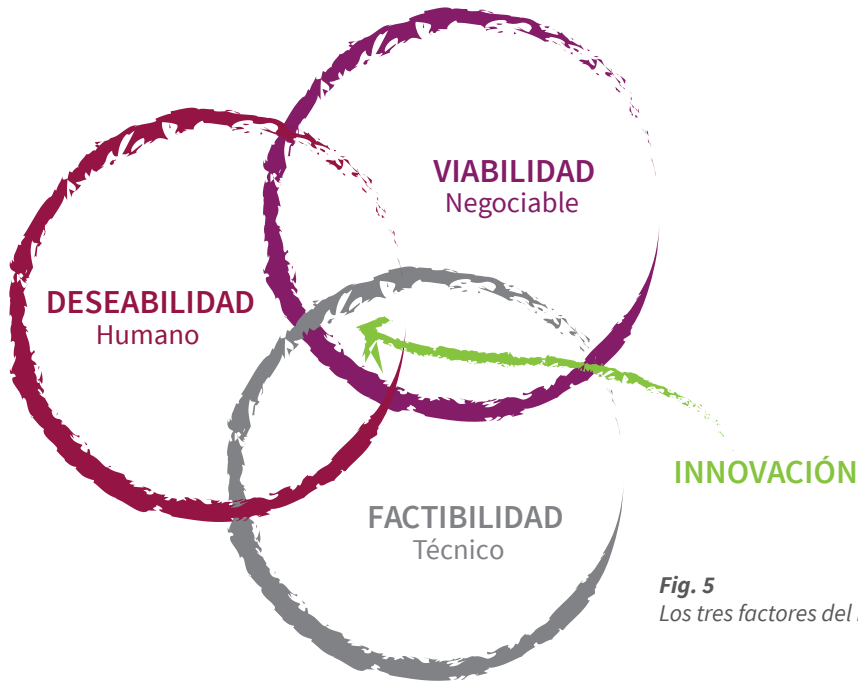 VIABILIDAD
Negociable
DESEABILIDAD
Humano
INNOVACIÓN
FACTIBILIDAD
Técnico
Fig. 5
Los tres factores del